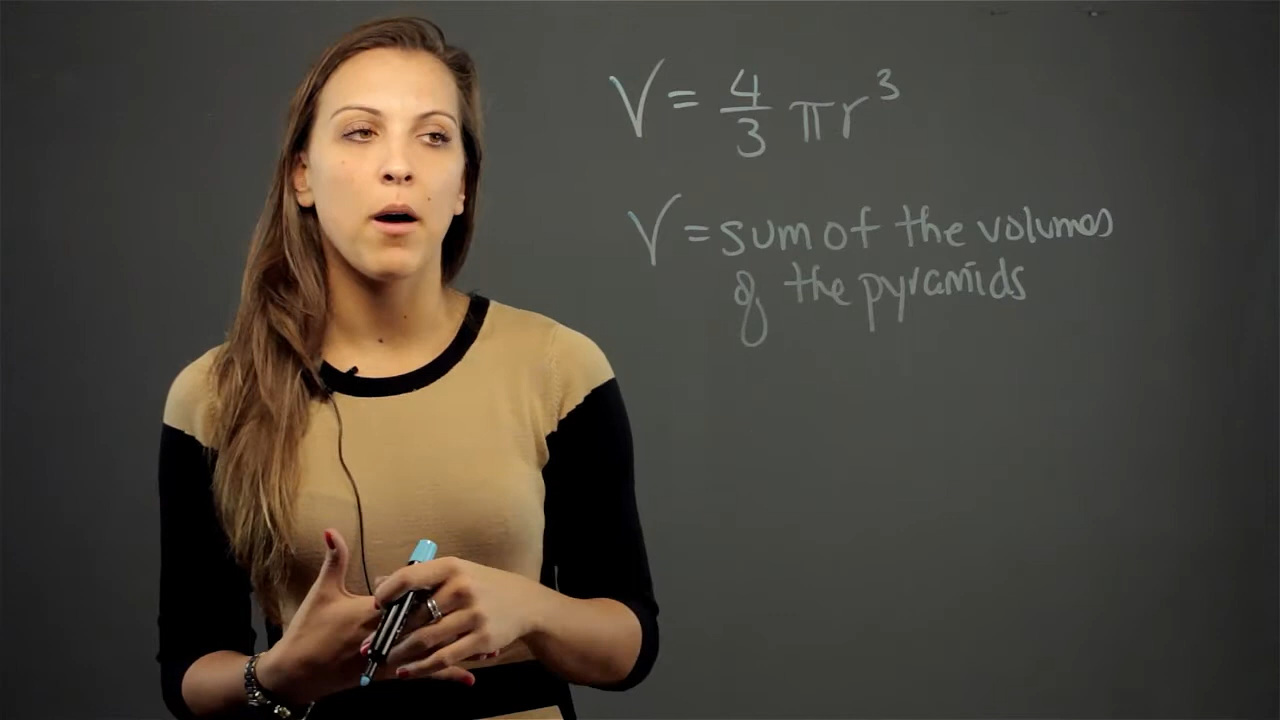 V = 4/3 πr³
V = sum of the volumes
of the pyramids